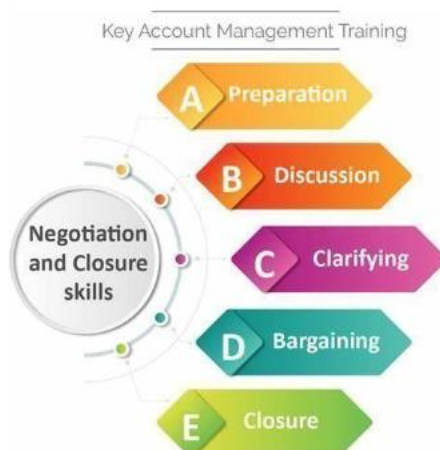 Key Account Management Training
A Preparation
B Discussion
Negotiation
and Closure
skills
C Clarifying
D Bargaining
E Closure